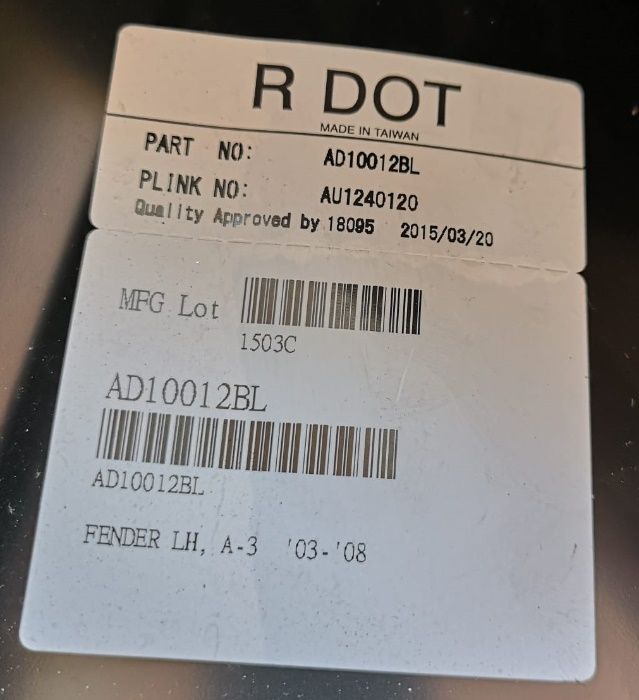 R DOT
MADE IN TAIWAN
PART NO: AD10012BL
PLINK NO: AU1240120
Quality Approved by 18095 2015/03/20
MFG Lot
1503C
AD10012BL
AD10012BL
FENDER LH, A-3 '03-'08